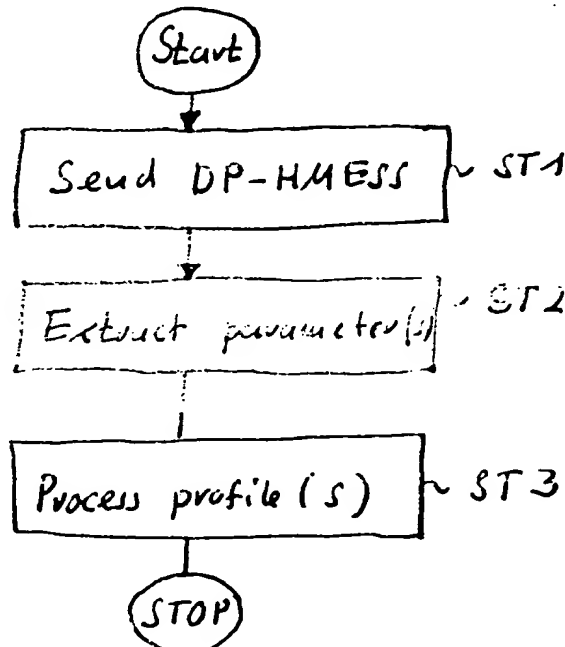 Start
Send DP-HMESS ~ ST1
Extract parameter(s) ~ ST2
Process profile(s) ~ ST3
STOP